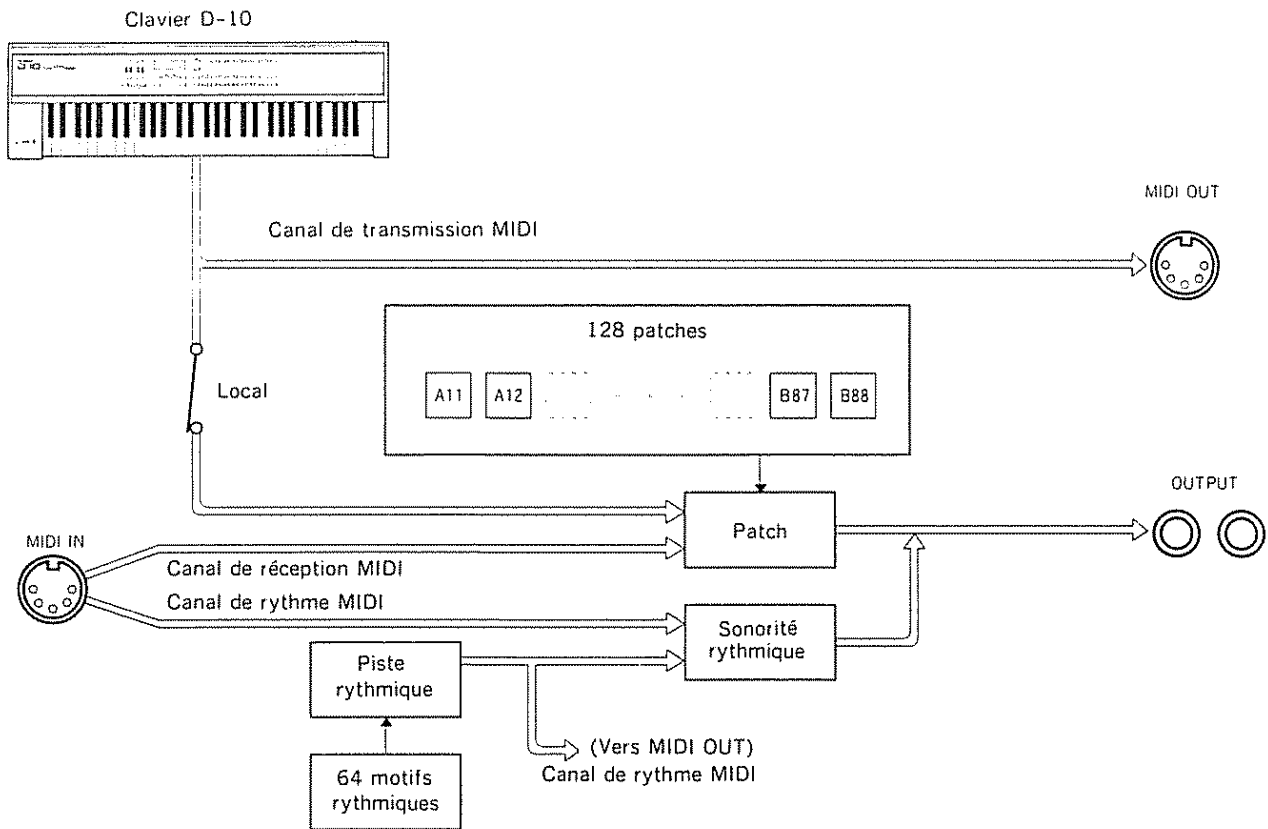 Clavier D-10
MIDI OUT
Canal de transmission MIDI
128 patches
A11 A12 B87 B88
Local
OUTPUT
Patch
MIDI IN
Canal de réception MIDI
Canal de rythme MIDI
Sonorité
rythmique
Piste
rythmique
(Vers MIDI OUT)
Canal de rythme MIDI
64 motifs
rythmiques